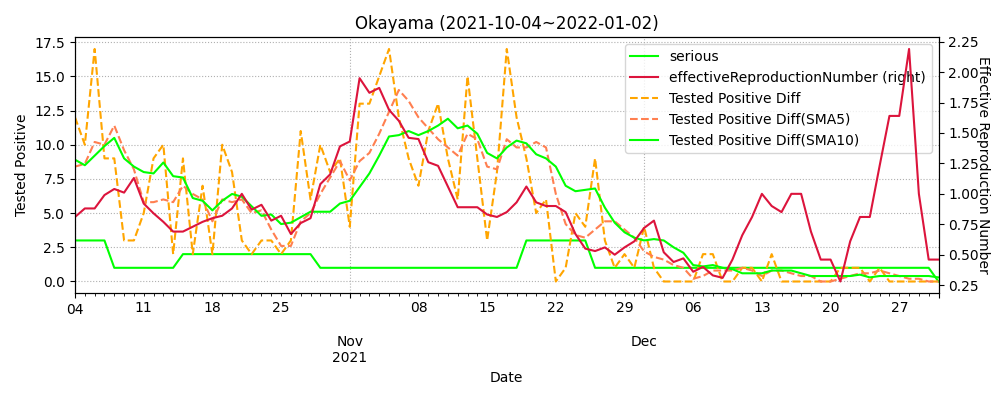 Okayama (2021-10-04~2022-01-02)
17.5
15.0
12.5
10.0
7.5
5.0
2.5
0.0
Tested Positive
serious
effectiveReproductionNumber (right)
Tested Positive Diff
Tested Positive Diff(SMA5)
Tested Positive Diff(SMA10)
2.25
2.00
1.75
1.50
1.25
1.00
0.75
0.50
0.25
Effective Reproduction Number
04 11 18 25 08 15 22 29 06 13 20 27
Nov Dec
2021
Date